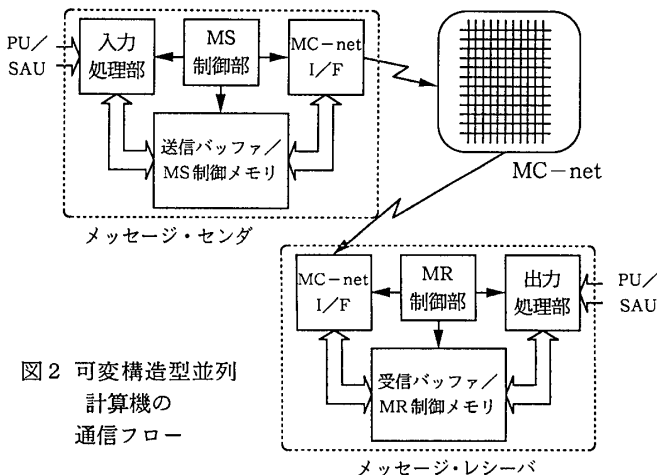 PU／
SAU
入力
処理部
MS
制御部
MC－net
I／F
送信バッファ／
MS制御メモリ
メッセージ・センダ
MC－net
MC－net
I／F
MR
制御部
出力
処理部
PU／
SAU
受信バッファ／
MR制御メモリ
メッセージ・レシーバ
図2 可変構造型並列
計算機の
通信フロー